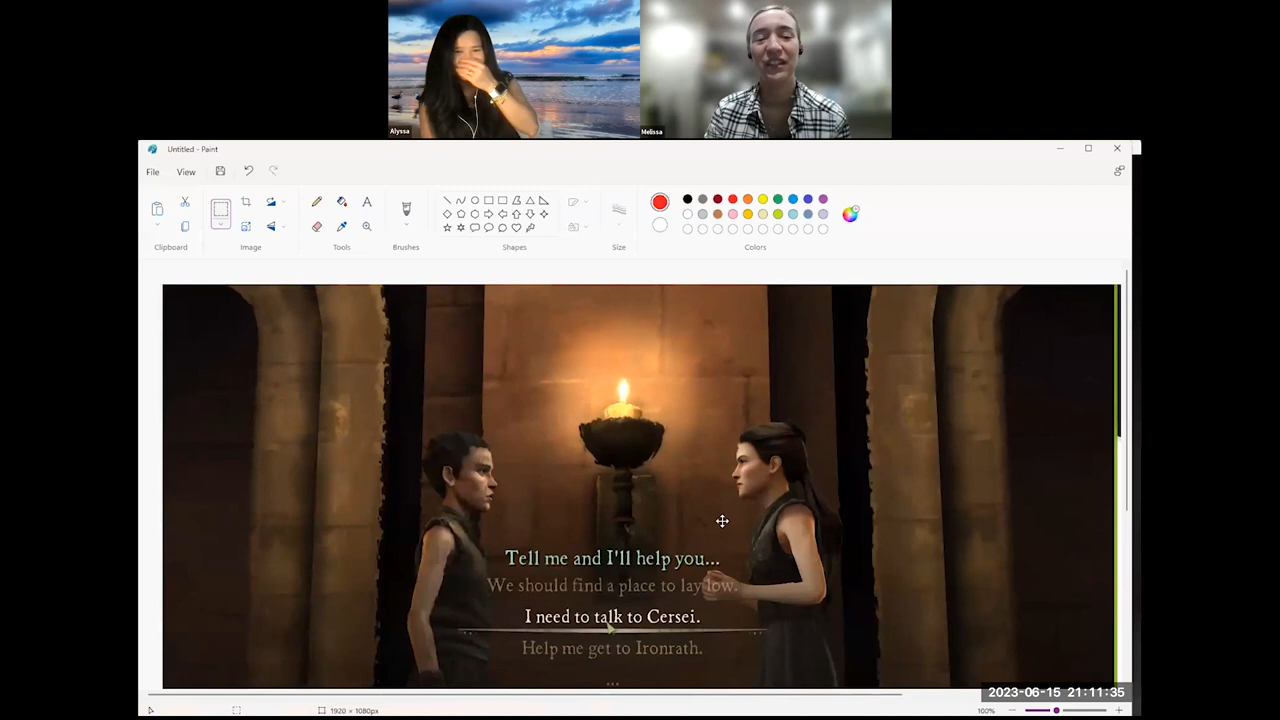 Alyssa
Melissa
Untitled - Paint
File View
Clipboard Image Tools Brushes Shapes Size Colors
Tell me and I'll help you...
We should find a place to lay low.
I need to talk to Cersei.
Help me get to Ironrath.
...
2023-06-15 21:11:35
1920 × 1080px 100%